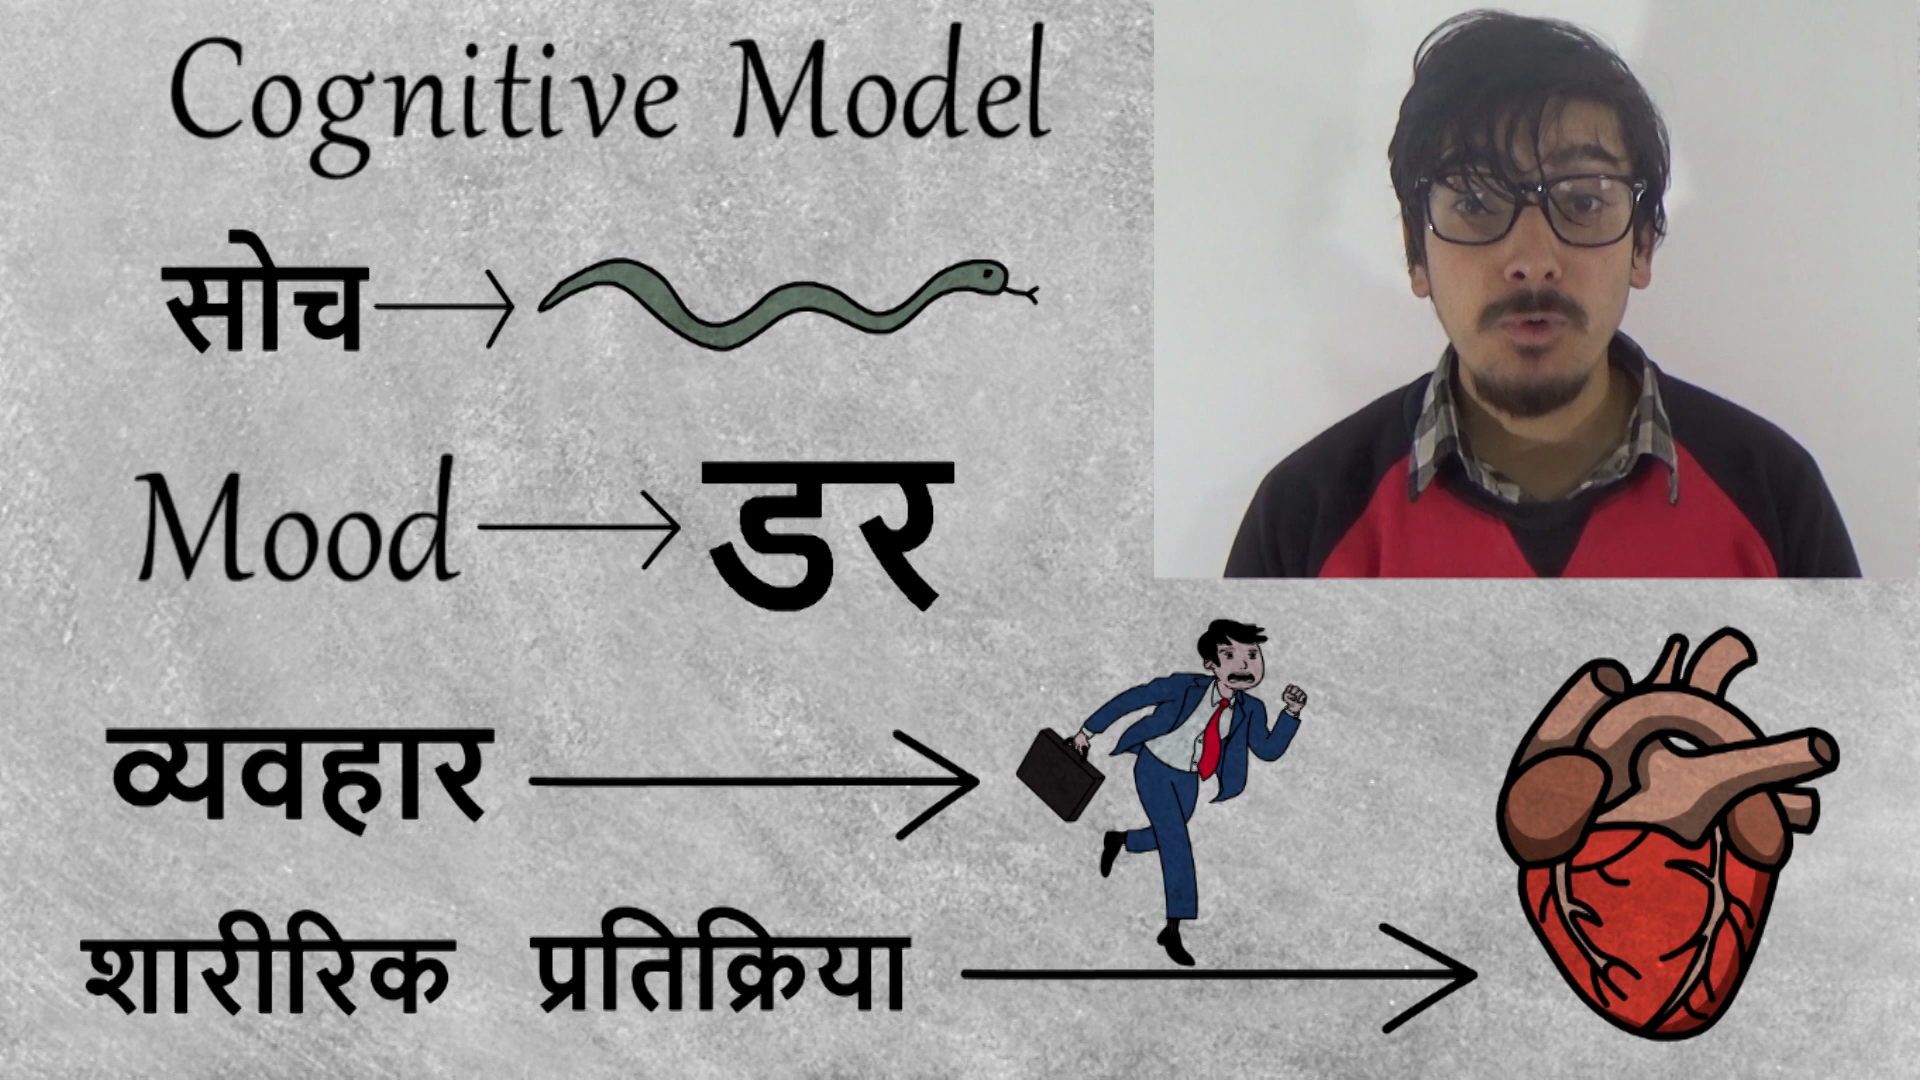 Cognitive Model
सोच
Mood डर
व्यवहार
शारीरिक प्रतिक्रिया